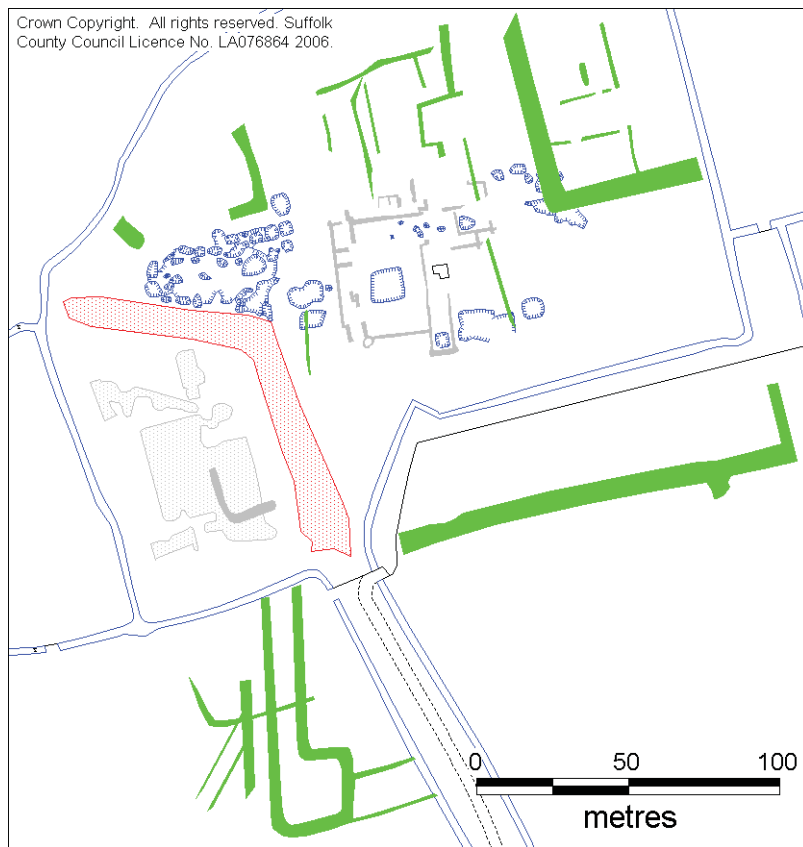 Crown Copyright.  All rights reserved. Suffolk
County Council Licence No. LA076864 2006.
0 50 100
metres